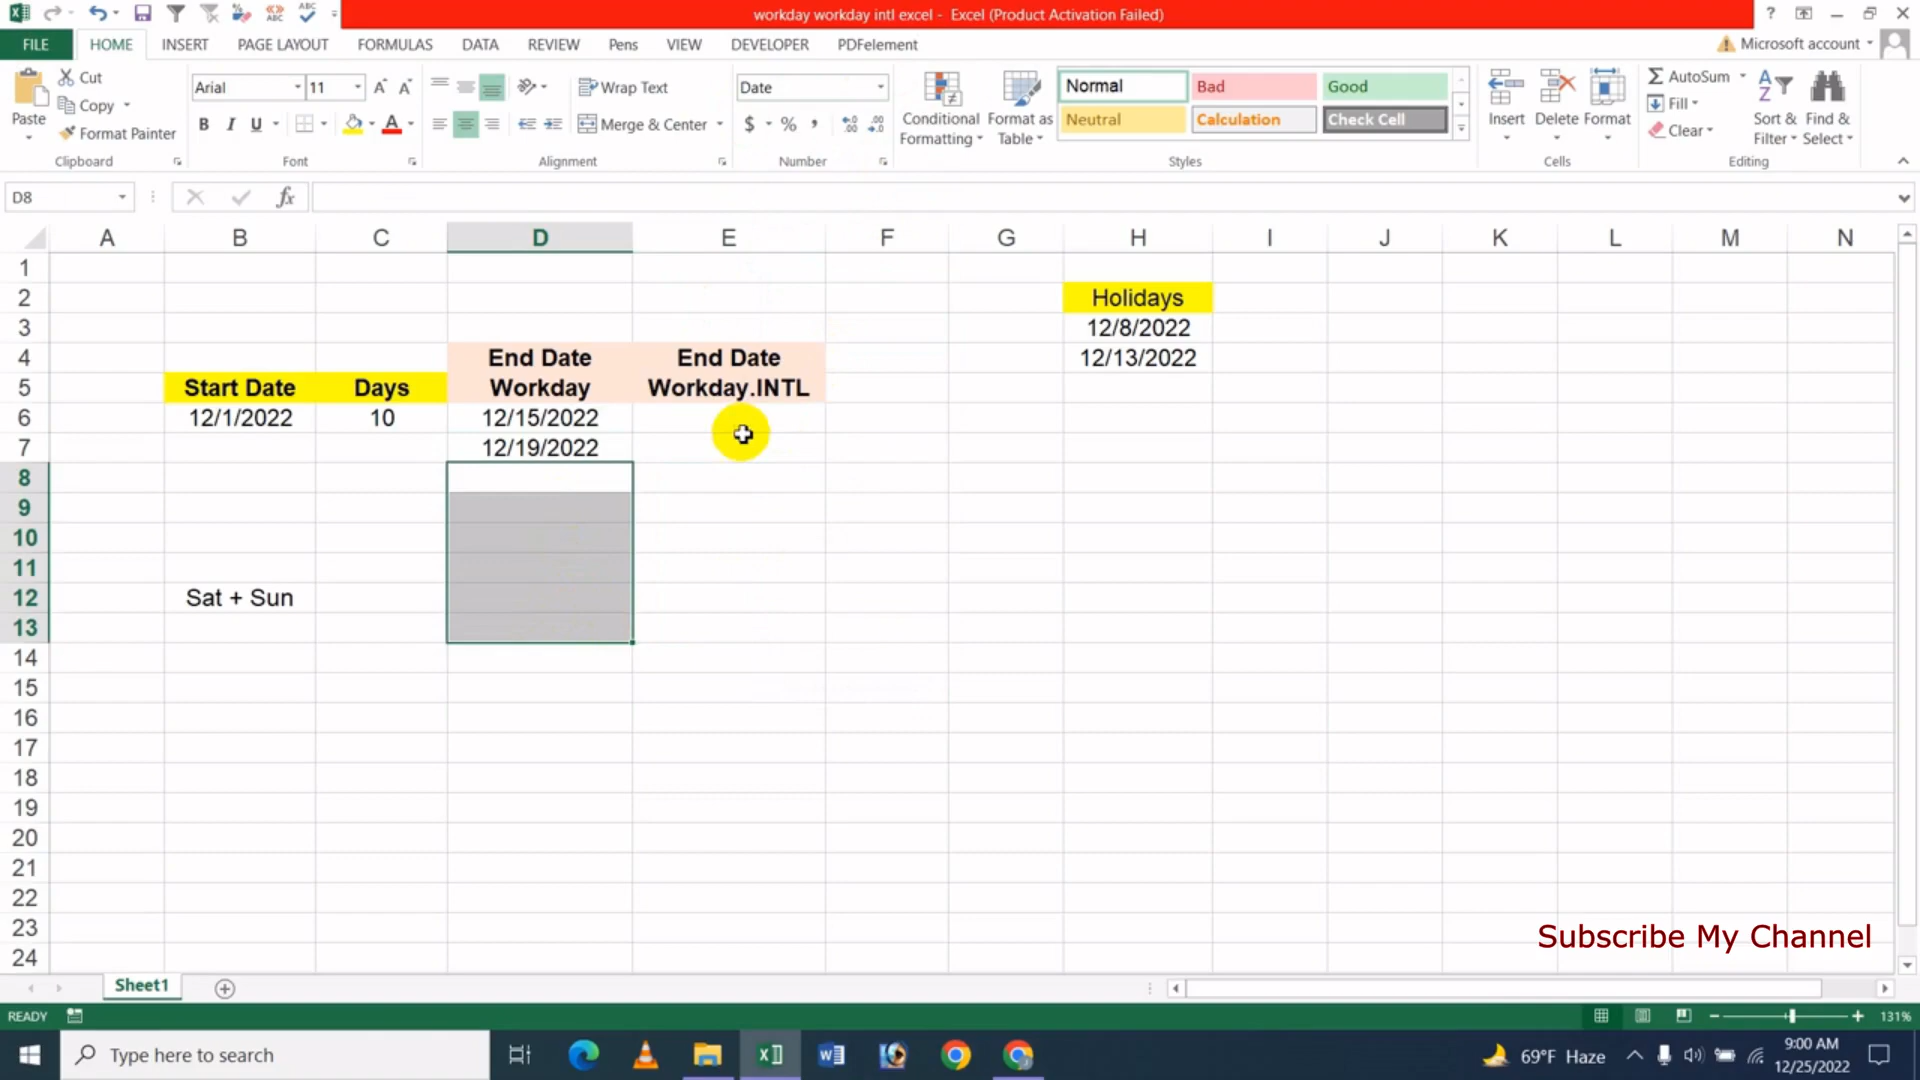 workday workday intl excel - Excel (Product Activation Failed)
FILE HOME INSERT PAGE LAYOUT FORMULAS DATA REVIEW Pens VIEW DEVELOPER PDFelement Microsoft account
Cut
Copy
Format Painter
Paste
Clipboard
Arial 11
B I U
Font
Wrap Text
Merge & Center
Alignment
Date
$ % ,
Number
Conditional Formatting
Format as Table
Normal Bad Good
Neutral Calculation Check Cell
Styles
Insert Delete Format
Cells
AutoSum
Fill
Clear
Sort & Filter
Find & Select
Editing
D8 fx
A B C D E F G H I J K L M N
1
2 Holidays
3 12/8/2022
4 End Date End Date 12/13/2022
5 Start Date Days Workday Workday.INTL
6 12/1/2022 10 12/15/2022
7 12/19/2022
8
9
10
11
12 Sat + Sun
13
14
15
16
17
18
19
20
21
22
23
24
Subscribe My Channel
Sheet1
READY 131%
Type here to search
69°F Haze
9:00 AM
12/25/2022